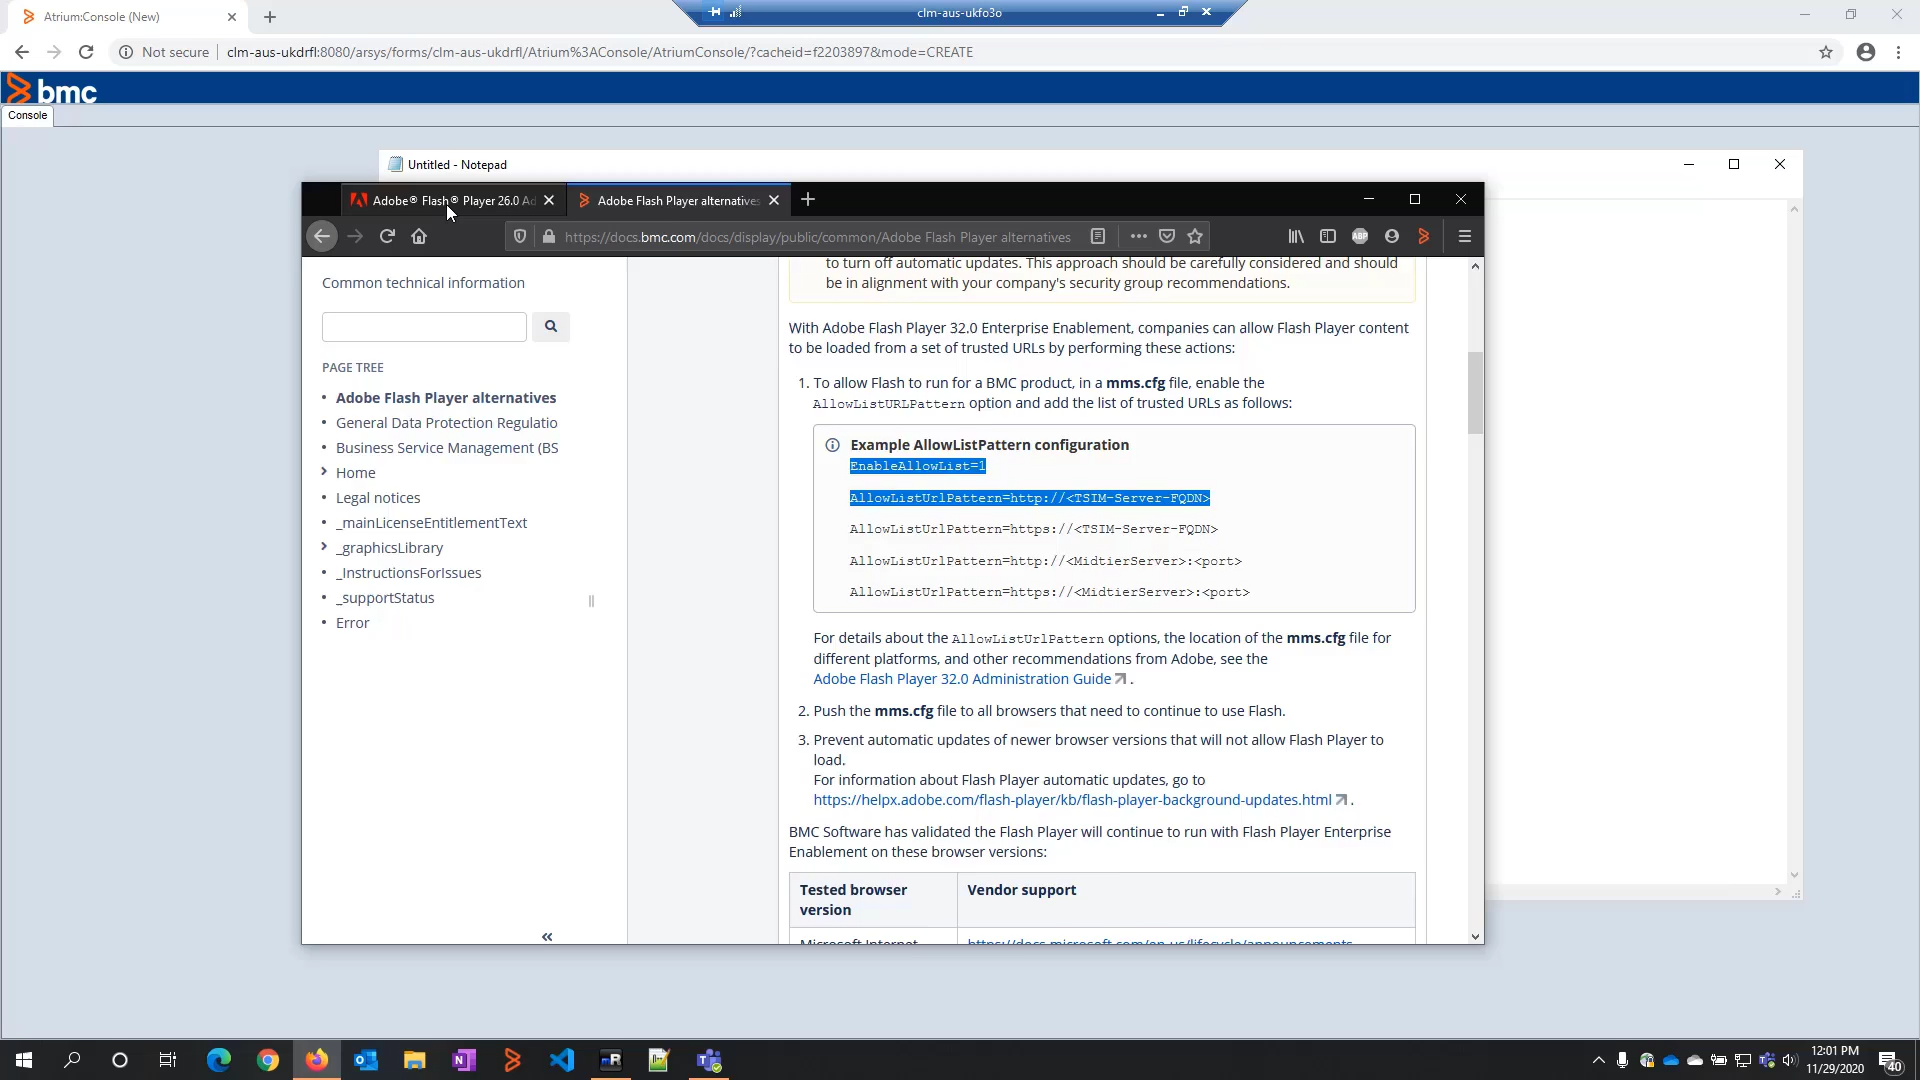 Atrium:Console (New)
clm-aus-ukfo3o
Not secure
clm-aus-ukdrfl:8080/arsys/forms/clm-aus-ukdrfl/Atrium%3AConsole/AtriumConsole/?cacheid=f2203897&mode=CREATE
bmc
Console
Untitled - Notepad
Adobe® Flash® Player 26.0 Ad
Adobe Flash Player alternatives
https://docs.bmc.com/docs/display/public/common/Adobe Flash Player alternatives
ABP
Common technical information
PAGE TREE
• Adobe Flash Player alternatives
• General Data Protection Regulatio
• Business Service Management (BS
Home
• Legal notices
• _mainLicenseEntitlementText
_graphicsLibrary
• _InstructionsForIssues
• _supportStatus
• Error
«
to turn off automatic updates. This approach should be carefully considered and should
be in alignment with your company's security group recommendations.
With Adobe Flash Player 32.0 Enterprise Enablement, companies can allow Flash Player content
to be loaded from a set of trusted URLs by performing these actions:
1. To allow Flash to run for a BMC product, in a mms.cfg file, enable the
AllowListURLPattern option and add the list of trusted URLs as follows:
Example AllowListPattern configuration
EnableAllowList=1
AllowListUrlPattern=http://<TSIM-Server-FQDN>
AllowListUrlPattern=https://<TSIM-Server-FQDN>
AllowListUrlPattern=http://<MidtierServer>:<port>
AllowListUrlPattern=https://<MidtierServer>:<port>
For details about the AllowListUrlPattern options, the location of the mms.cfg file for
different platforms, and other recommendations from Adobe, see the
Adobe Flash Player 32.0 Administration Guide .
2. Push the mms.cfg file to all browsers that need to continue to use Flash.
3. Prevent automatic updates of newer browser versions that will not allow Flash Player to
load.
For information about Flash Player automatic updates, go to
https://helpx.adobe.com/flash-player/kb/flash-player-background-updates.html .
BMC Software has validated the Flash Player will continue to run with Flash Player Enterprise
Enablement on these browser versions:
Tested browser
version
Vendor support
Microsoft Internet
https://docs.microsoft.com/en-us/lifecycle/announcements
12:01 PM
11/29/2020
40